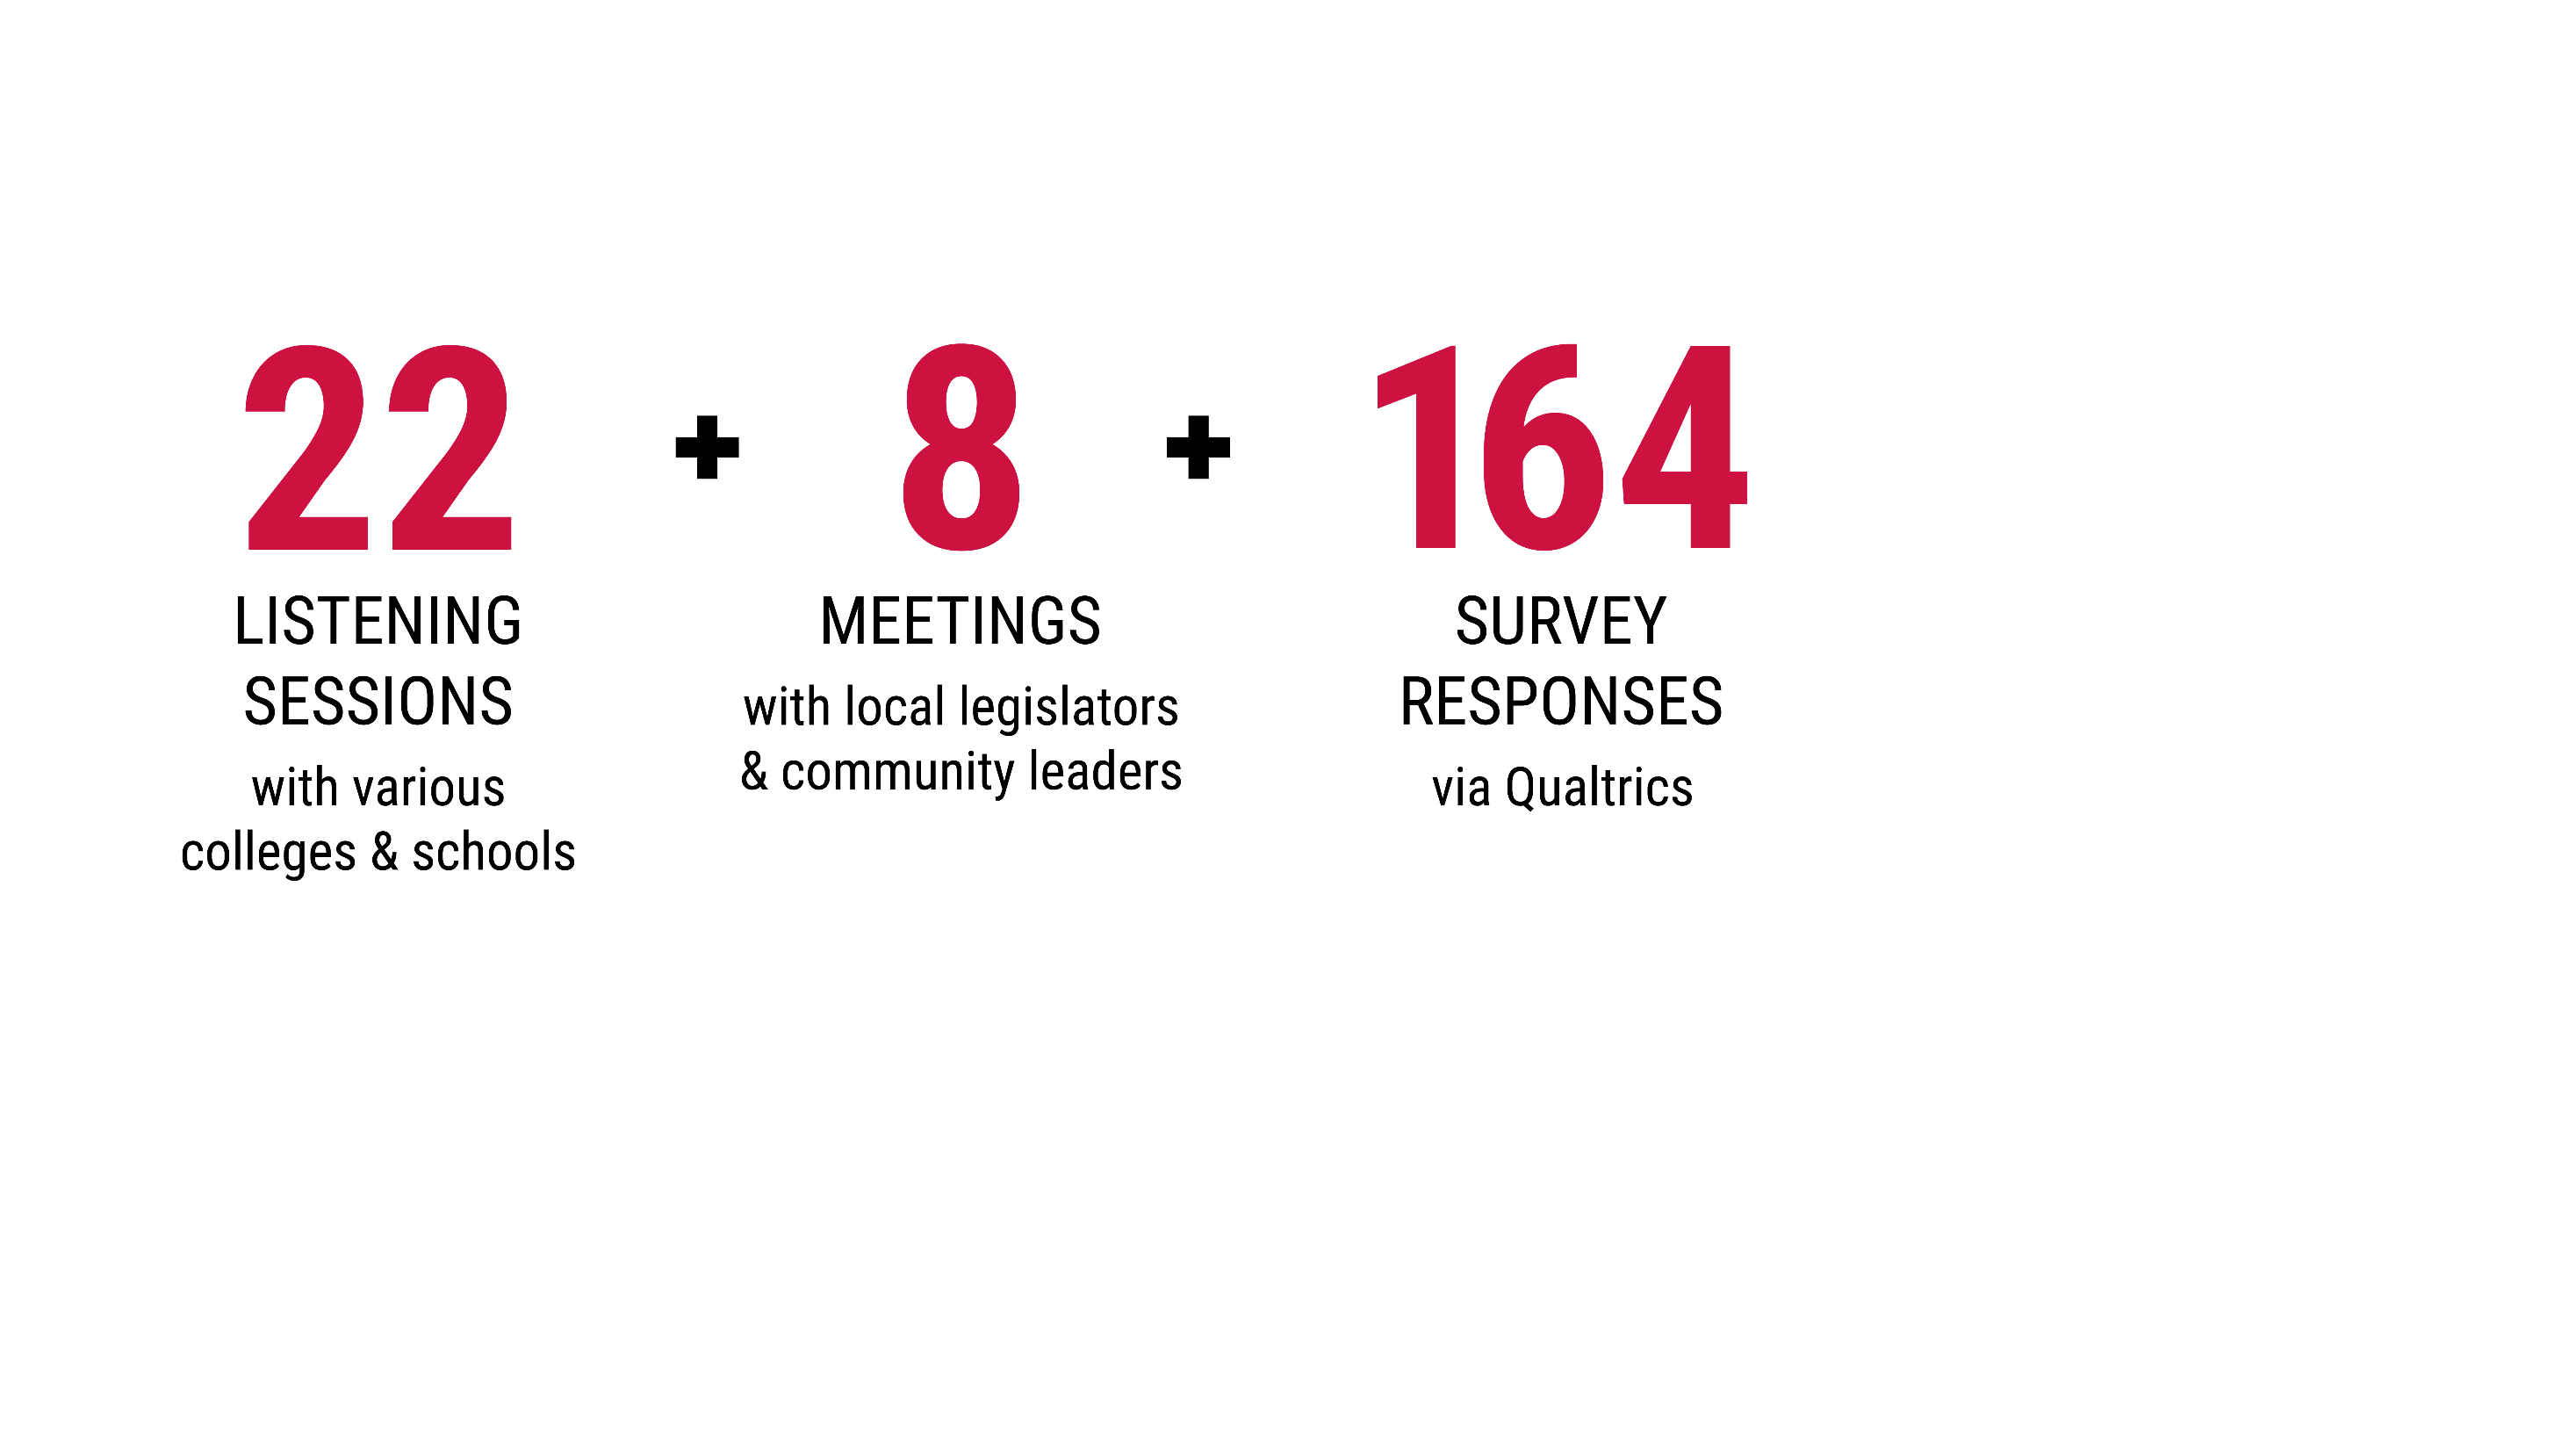 22
LISTENING
SESSIONS
with various
colleges & schools
+
8
MEETINGS
with local legislators
& community leaders
+
164
SURVEY
RESPONSES
via Qualtrics